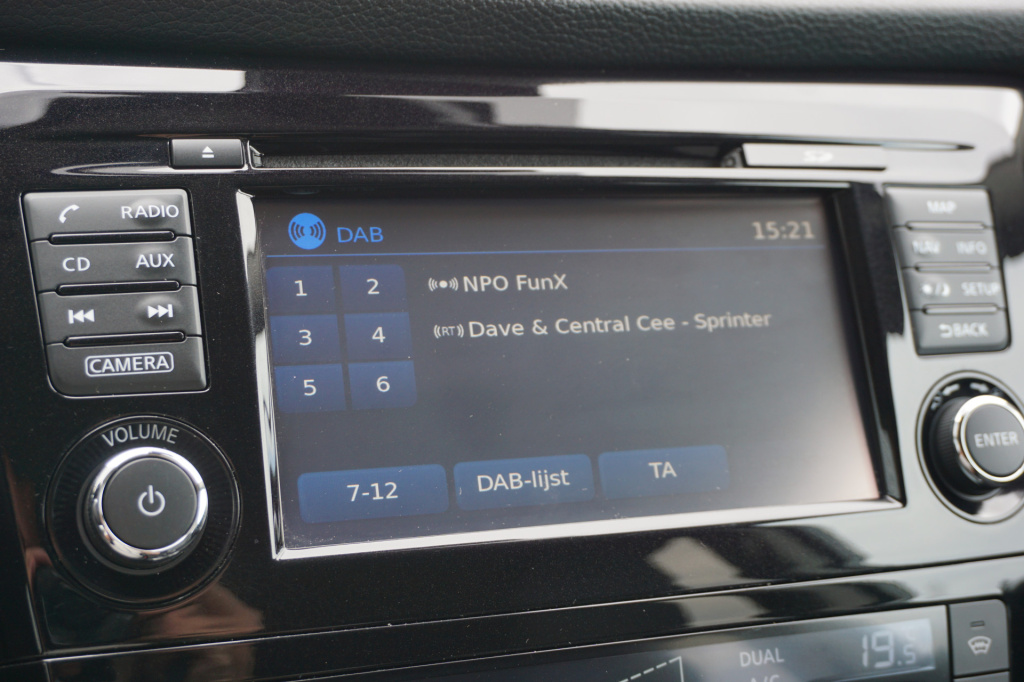 RADIO
CD AUX
CAMERA
VOLUME
DAB 15:21
1 2
3 4
5 6
NPO FunX
RT Dave & Central Cee - Sprinter
7-12 DAB-lijst TA
MAP
NAV INFO
SETUP
BACK
ENTER
DUAL 19.5
A/C